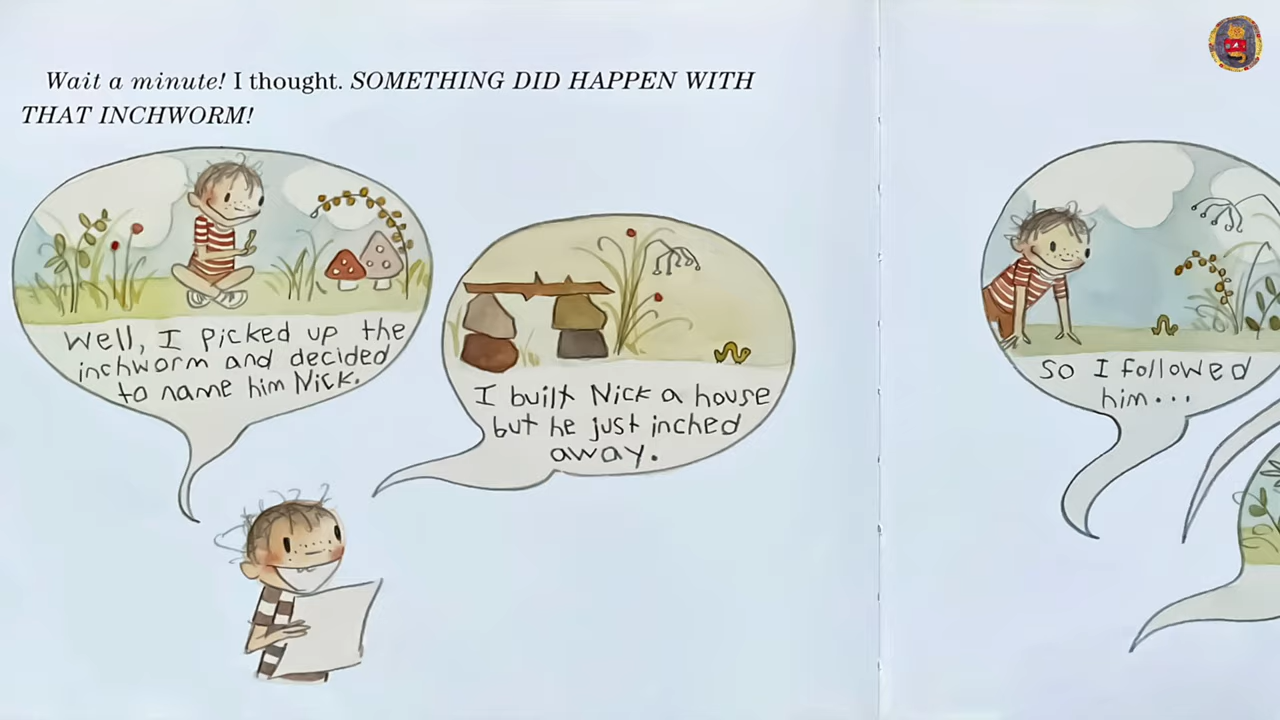 Wait a minute! I thought. SOMETHING DID HAPPEN WITH
THAT INCHWORM!
Well, I picked up the
inchworm and decided
to name him Nick.
I built Nick a house
but he just inched
away.
So I followed
him...